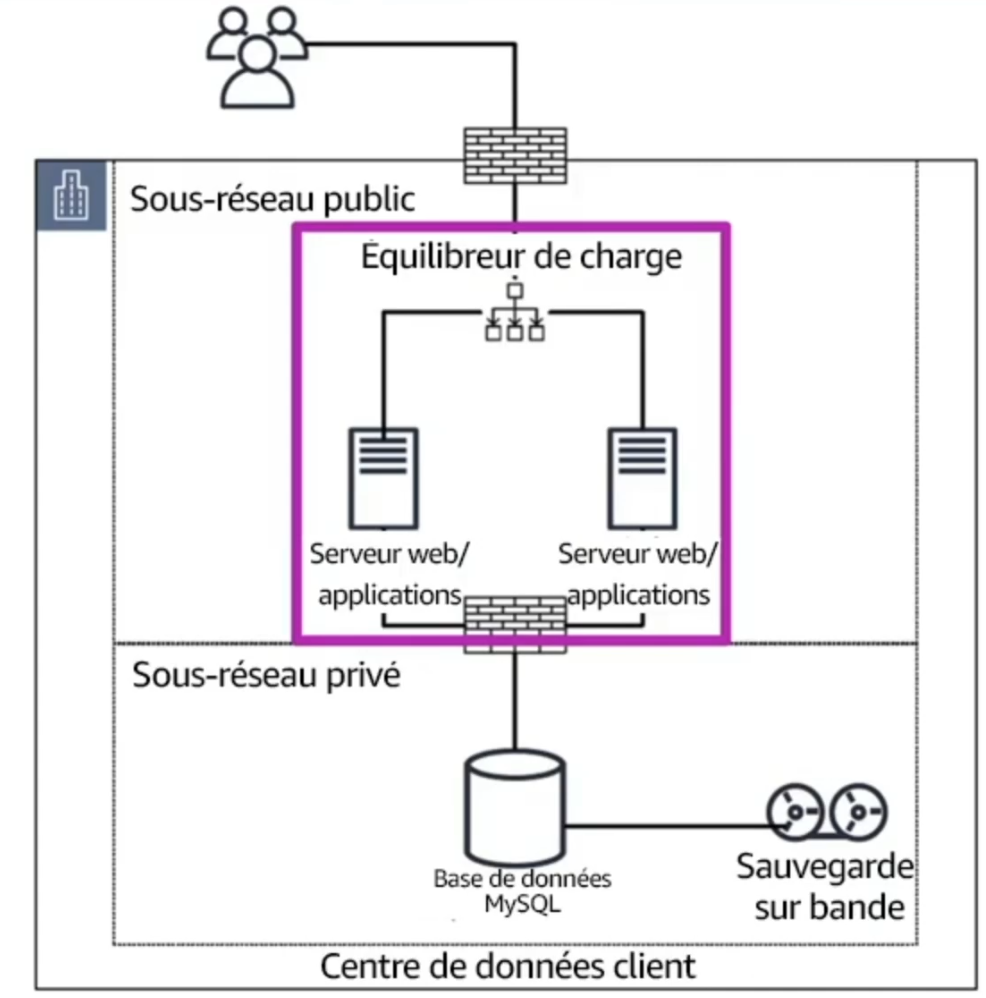 Sous-réseau public
Équilibreur de charge
Serveur web/
applications
Serveur web/
applications
Sous-réseau privé
Base de données
MySQL
Sauvegarde
sur bande
Centre de données client